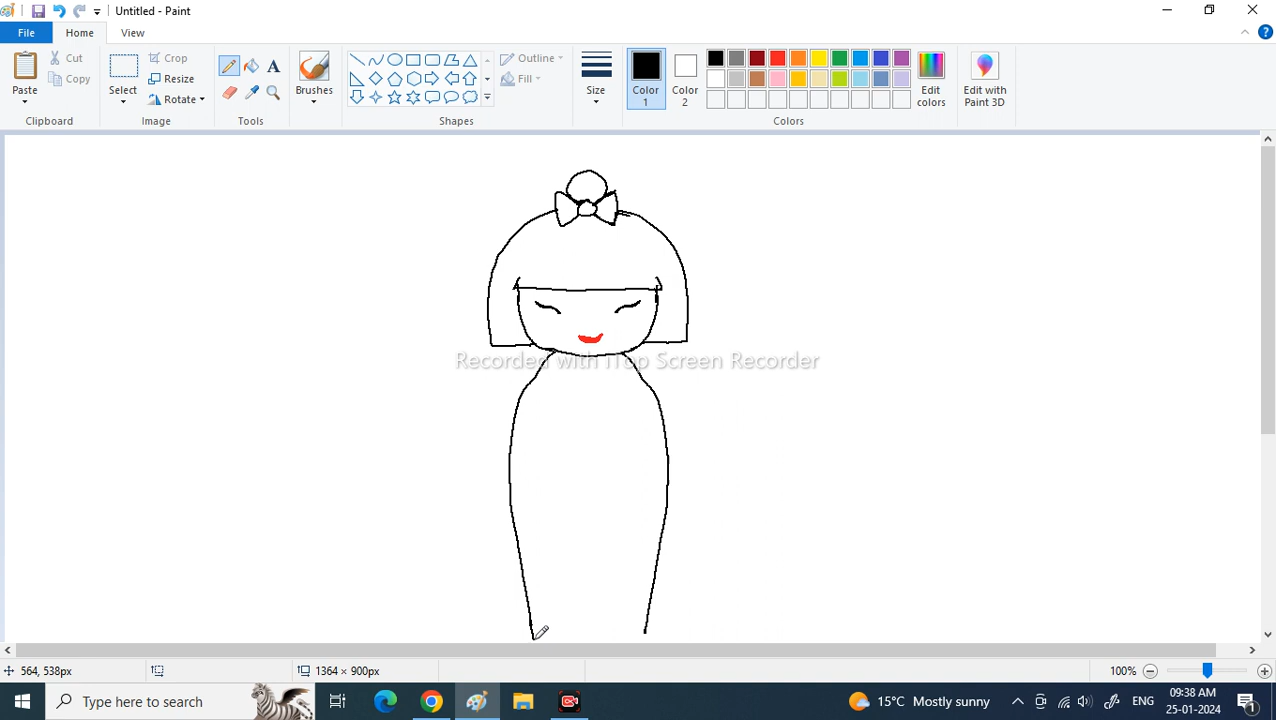 Untitled - Paint
File Home View
Paste
Cut
Copy
Clipboard
Select
Crop
Resize
Rotate
Image
A
Tools
Brushes
Outline
Fill
Shapes
Size
Color 1
Color 2
Edit colors
Colors
Edit with Paint 3D
Recorded with iTop Screen Recorder
564, 538px
1364 × 900px
100%
Type here to search
15°C Mostly sunny
ENG
09:38 AM
25-01-2024
1